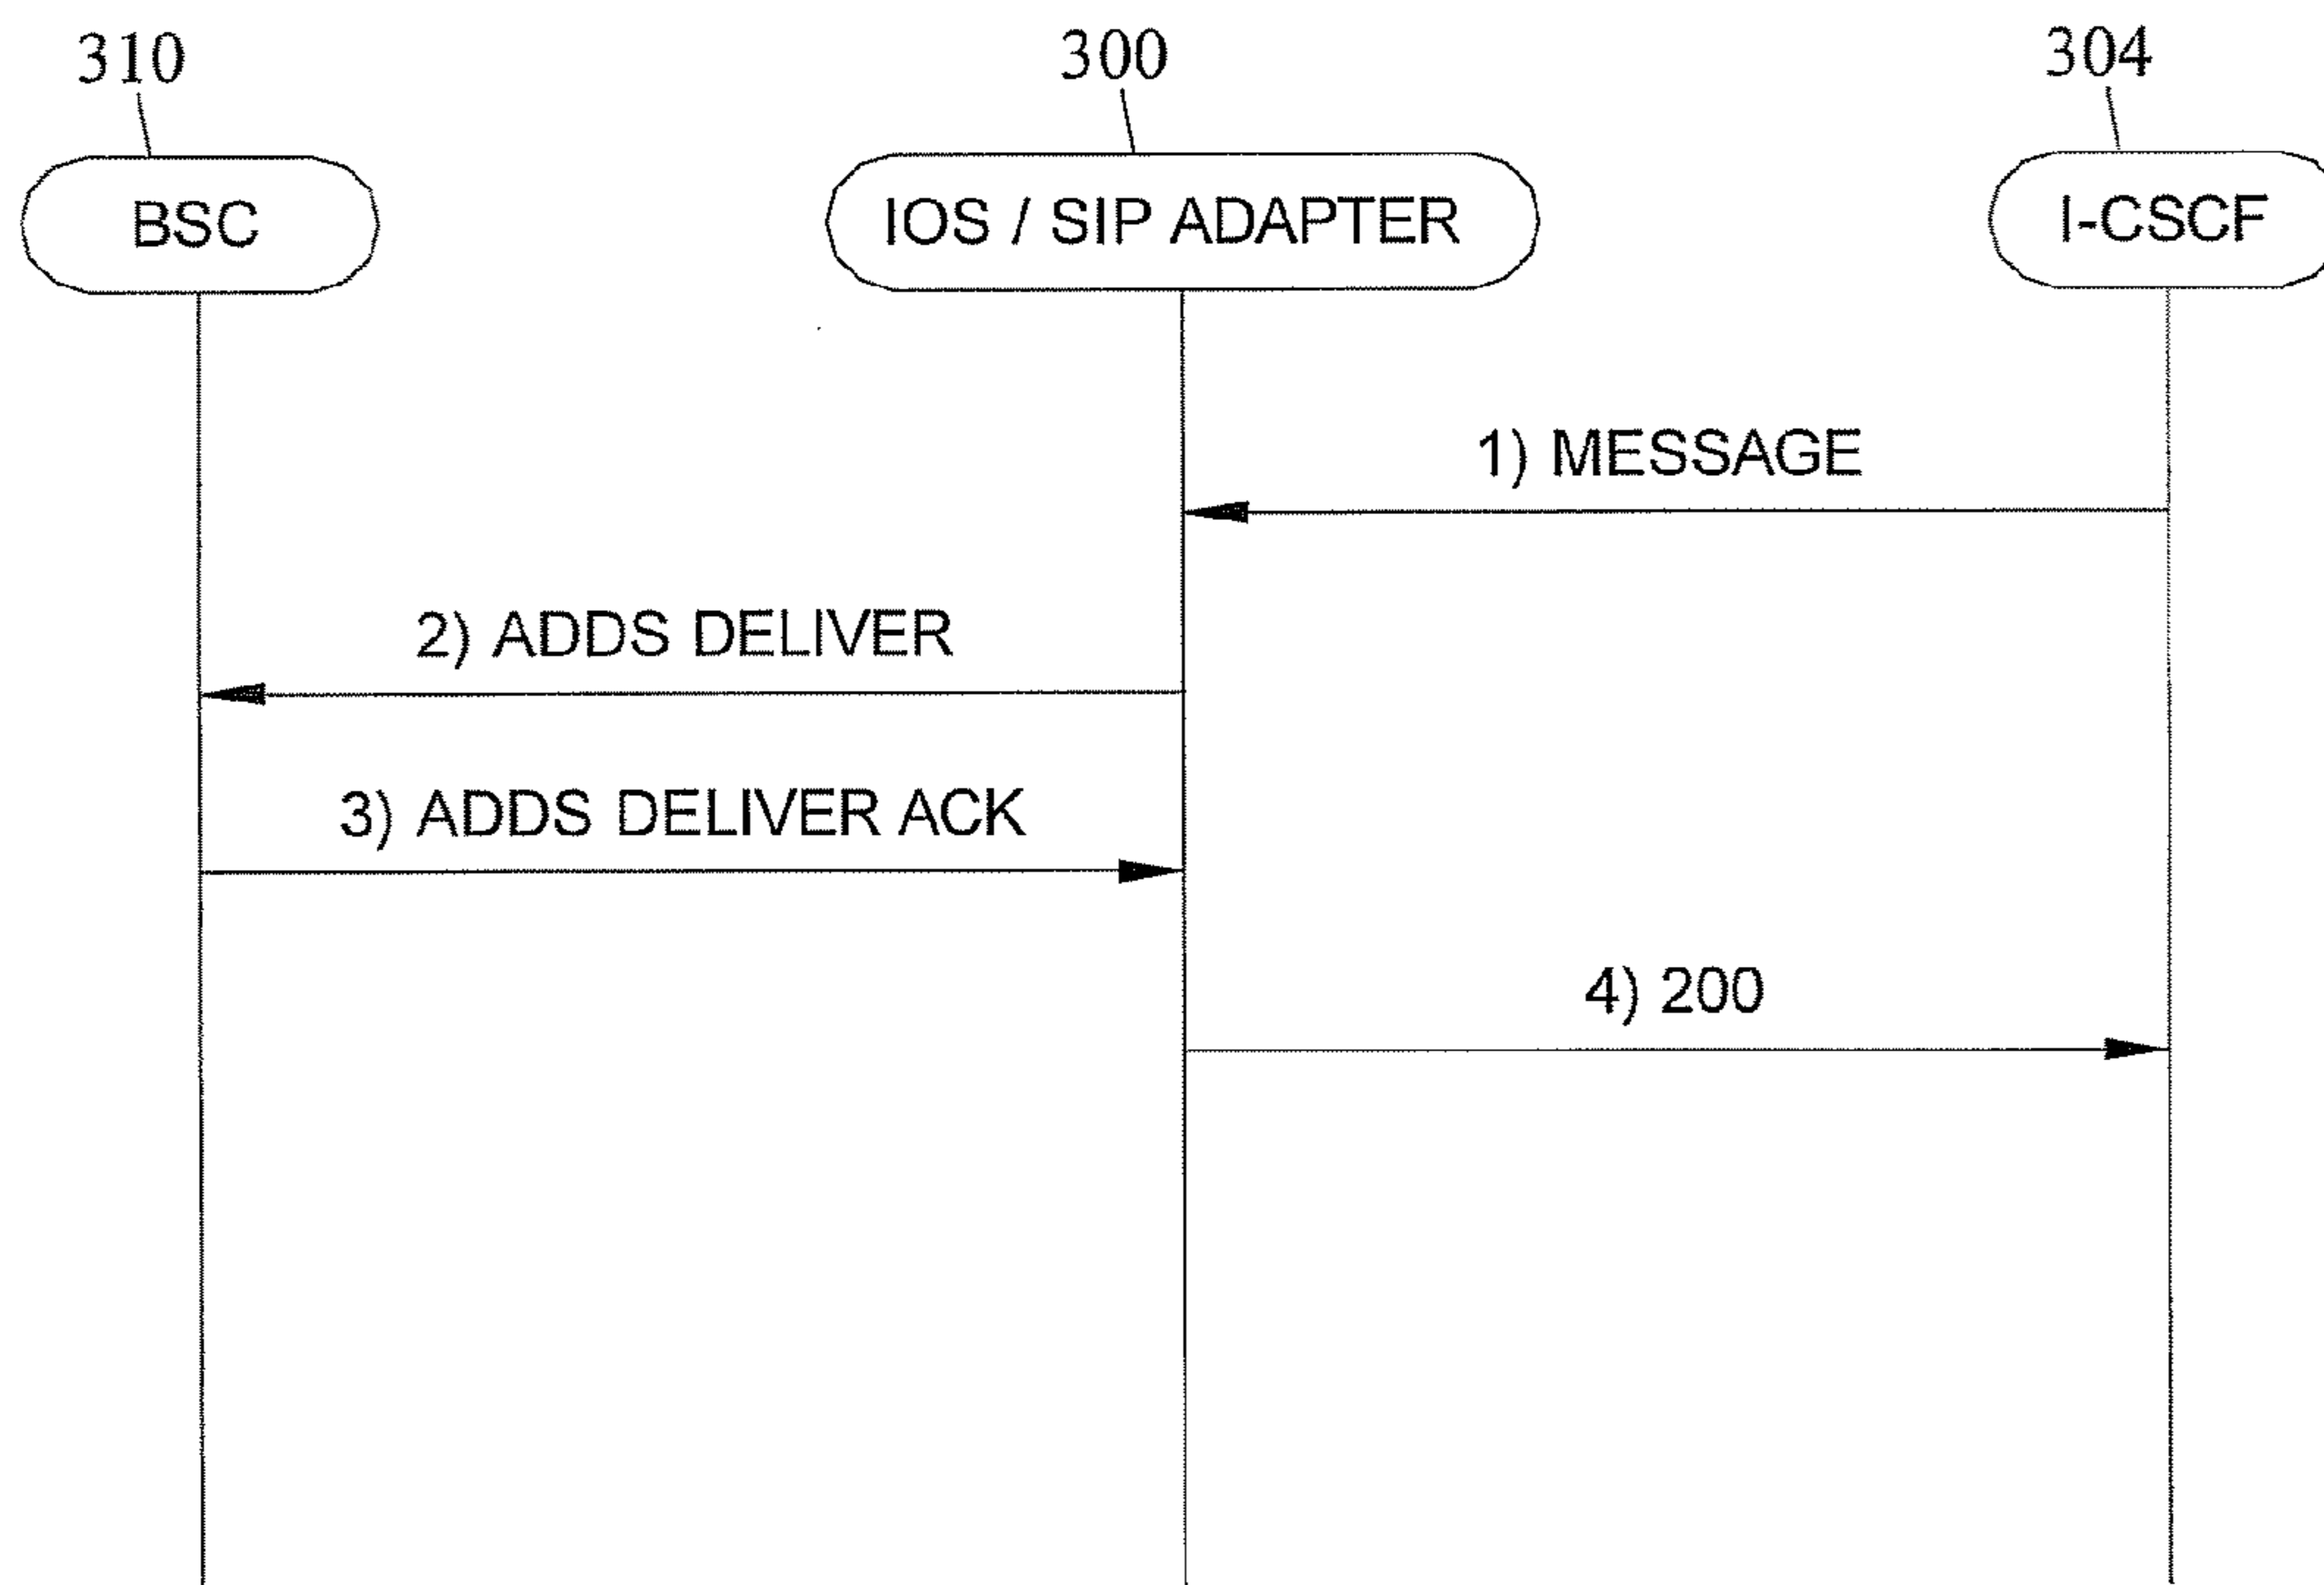 310
300
304
BSC
IOS / SIP ADAPTER
I-CSCF
1) MESSAGE
2) ADDS DELIVER
3) ADDS DELIVER ACK
4) 200